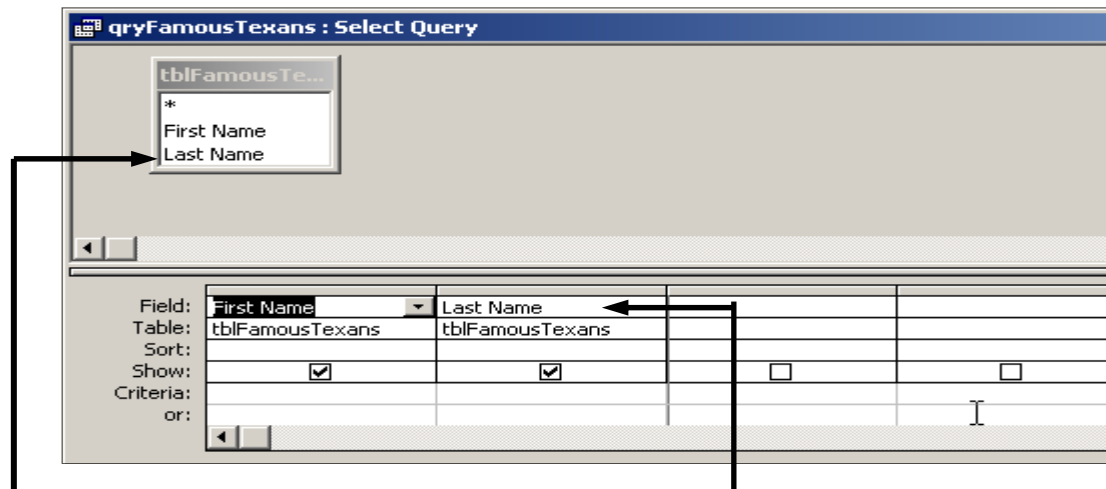 qryFamousTexans : Select Query
tblFamousTe...
*
First Name
Last Name
Field: First Name Last Name
Table: tblFamousTexans tblFamousTexans
Sort:
Show:
Criteria:
or: